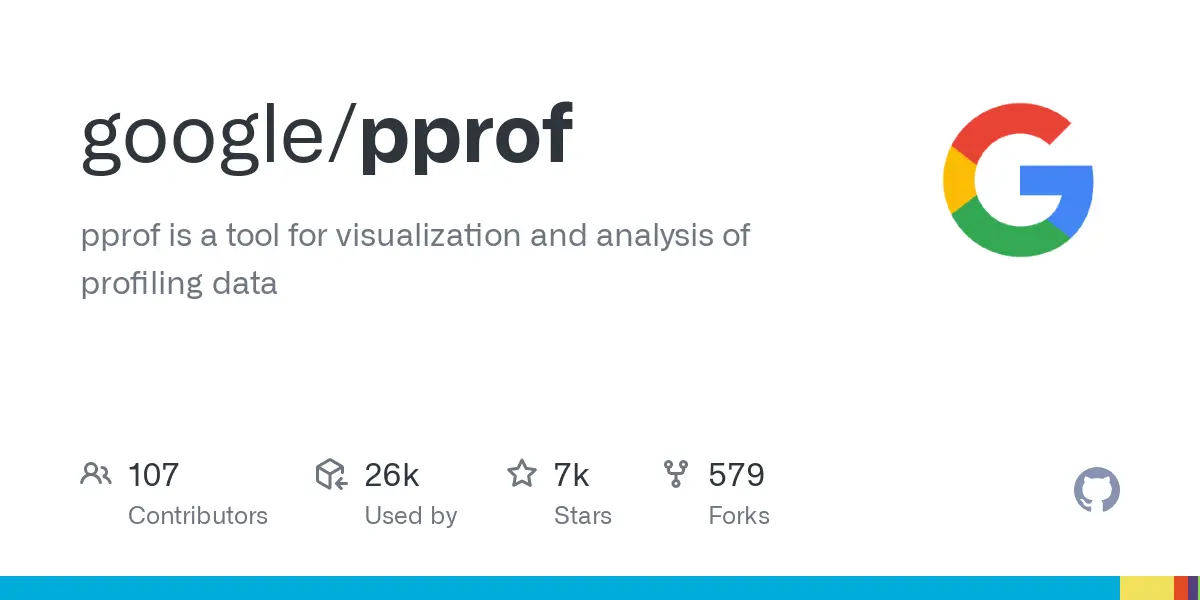 google/pprof
pprof is a tool for visualization and analysis of
profiling data
107
Contributors
26k
Used by
7k
Stars
579
Forks